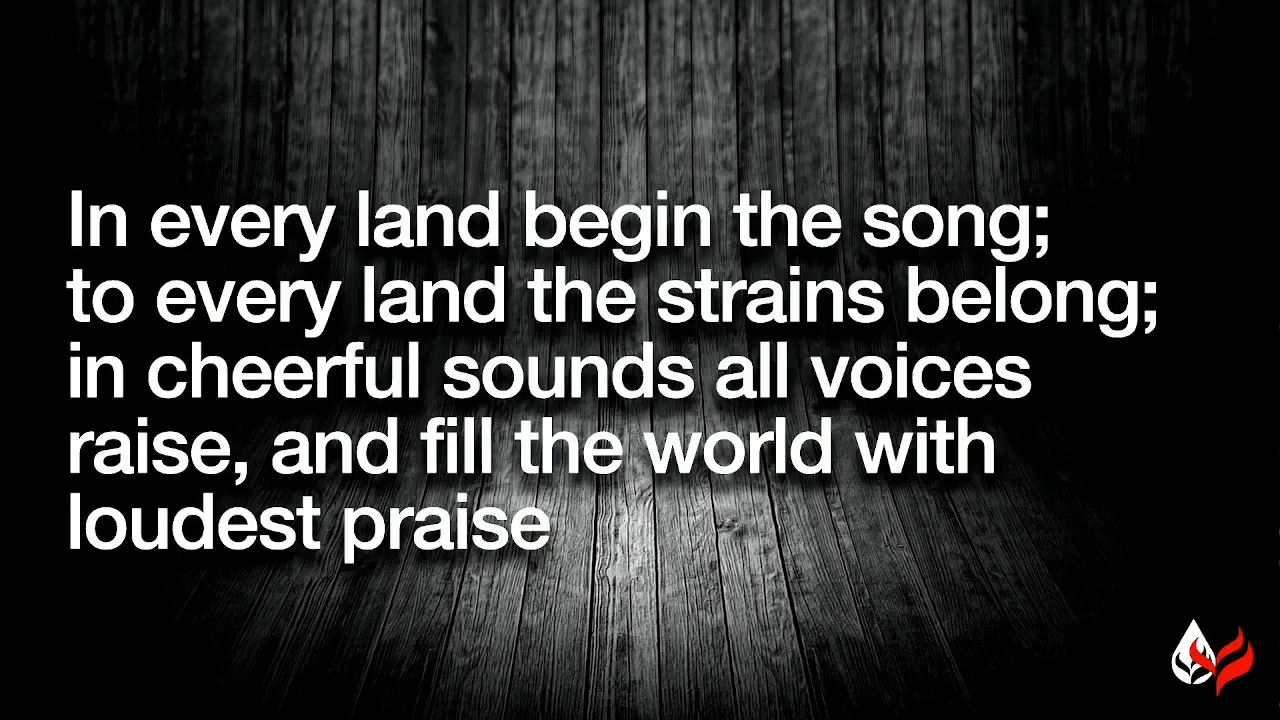 In every land begin the song;
to every land the strains belong;
in cheerful sounds all voices
raise, and fill the world with
loudest praise